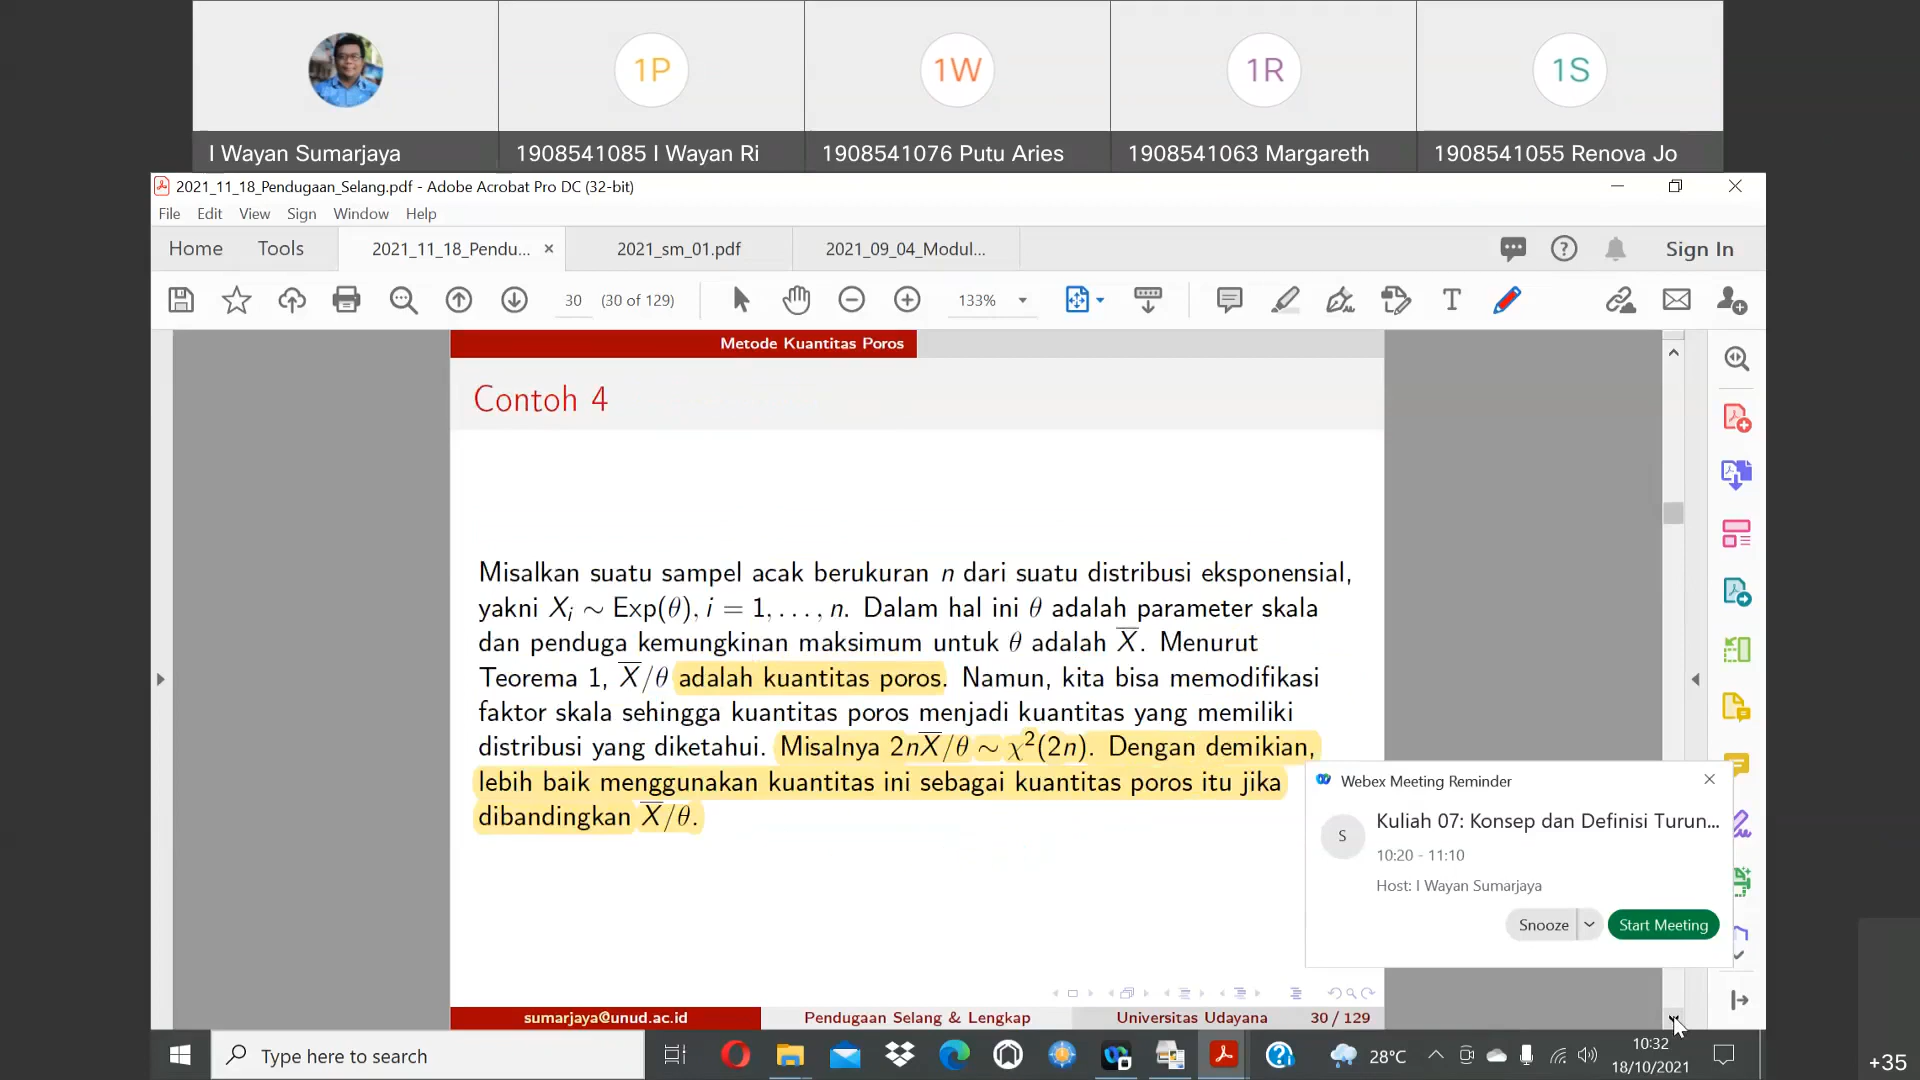 1P
1W
1R
1S
I Wayan Sumarjaya
1908541085 I Wayan Ri
1908541076 Putu Aries
1908541063 Margareth
1908541055 Renova Jo
2021_11_18_Pendugaan_Selang.pdf - Adobe Acrobat Pro DC (32-bit)
File Edit View Sign Window Help
Home Tools 2021_11_18_Pendu... × 2021_sm_01.pdf 2021_09_04_Modul... Sign In
30 (30 of 129) 133%
Metode Kuantitas Poros
Contoh 4
Misalkan suatu sampel acak berukuran n dari suatu distribusi eksponensial,
yakni Xᵢ ∼ Exp(θ), i = 1, . . . , n. Dalam hal ini θ adalah parameter skala
dan penduga kemungkinan maksimum untuk θ adalah X̅. Menurut
Teorema 1, X̅/θ adalah kuantitas poros. Namun, kita bisa memodifikasi
faktor skala sehingga kuantitas poros menjadi kuantitas yang memiliki
distribusi yang diketahui. Misalnya 2nX̅/θ ∼ χ²(2n). Dengan demikian,
lebih baik menggunakan kuantitas ini sebagai kuantitas poros itu jika
dibandingkan X̅/θ.
Webex Meeting Reminder
S
Kuliah 07: Konsep dan Definisi Turun...
10:20 - 11:10
Host: I Wayan Sumarjaya
Snooze Start Meeting
sumarjaya@unud.ac.id Pendugaan Selang & Lengkap Universitas Udayana 30 / 129
Type here to search
28°C
10:32
18/10/2021
+35